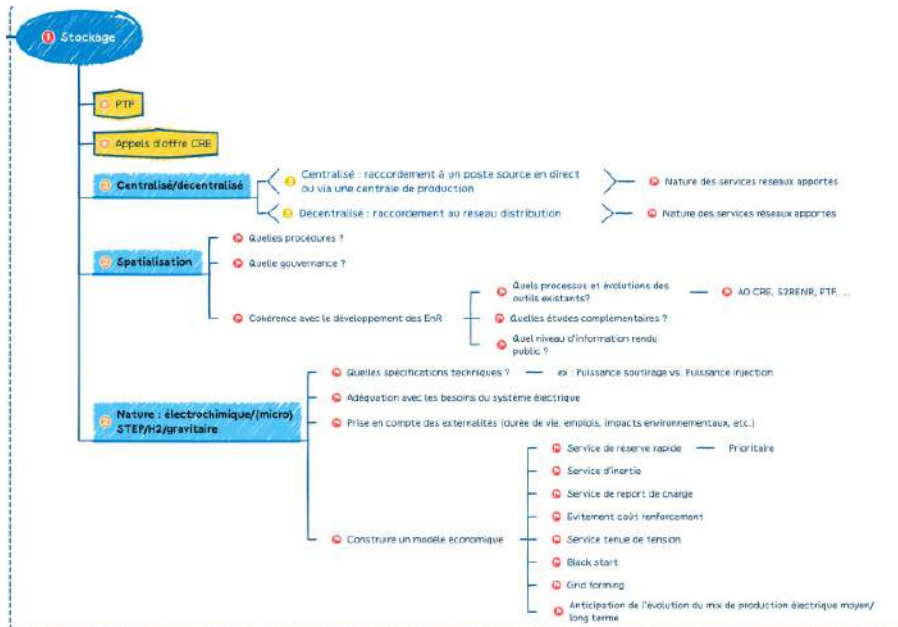 1 Stockage
PTP
Appels d'offre CRE
2 Centralisé/décentralisé
Centralisé : raccordement à un poste source en direct
ou via une centrale de production
Nature des services réseaux apportés
Décentralisé : raccordement au réseau distribution
Nature des services réseaux apportés
2 Spatialisation
Quelles procédures ?
Quelle gouvernance ?
Cohérence avec le développement des EnR
Quels processus et évolutions des
outils existants?
AO CRE, S2RENR, PTF, ...
Quelles études complémentaires ?
Quel niveau d'information rendu
public ?
2 Nature : électrochimique/(micro)
STEP/H2/gravitaire
Quelles spécifications techniques ?
ex : Puissance soutirage vs. Puissance injection
Adéquation avec les besoins du système électrique
Prise en compte des externalités (durée de vie, emplois, impacts environnementaux, etc.)
Construire un modèle économique
Service de réserve rapide
Prioritaire
Service d'inertie
Service de report de charge
Evitement coût renforcement
Service tenue de tension
Black start
Grid forming
Anticipation de l'évolution du mix de production électrique moyen/
long terme